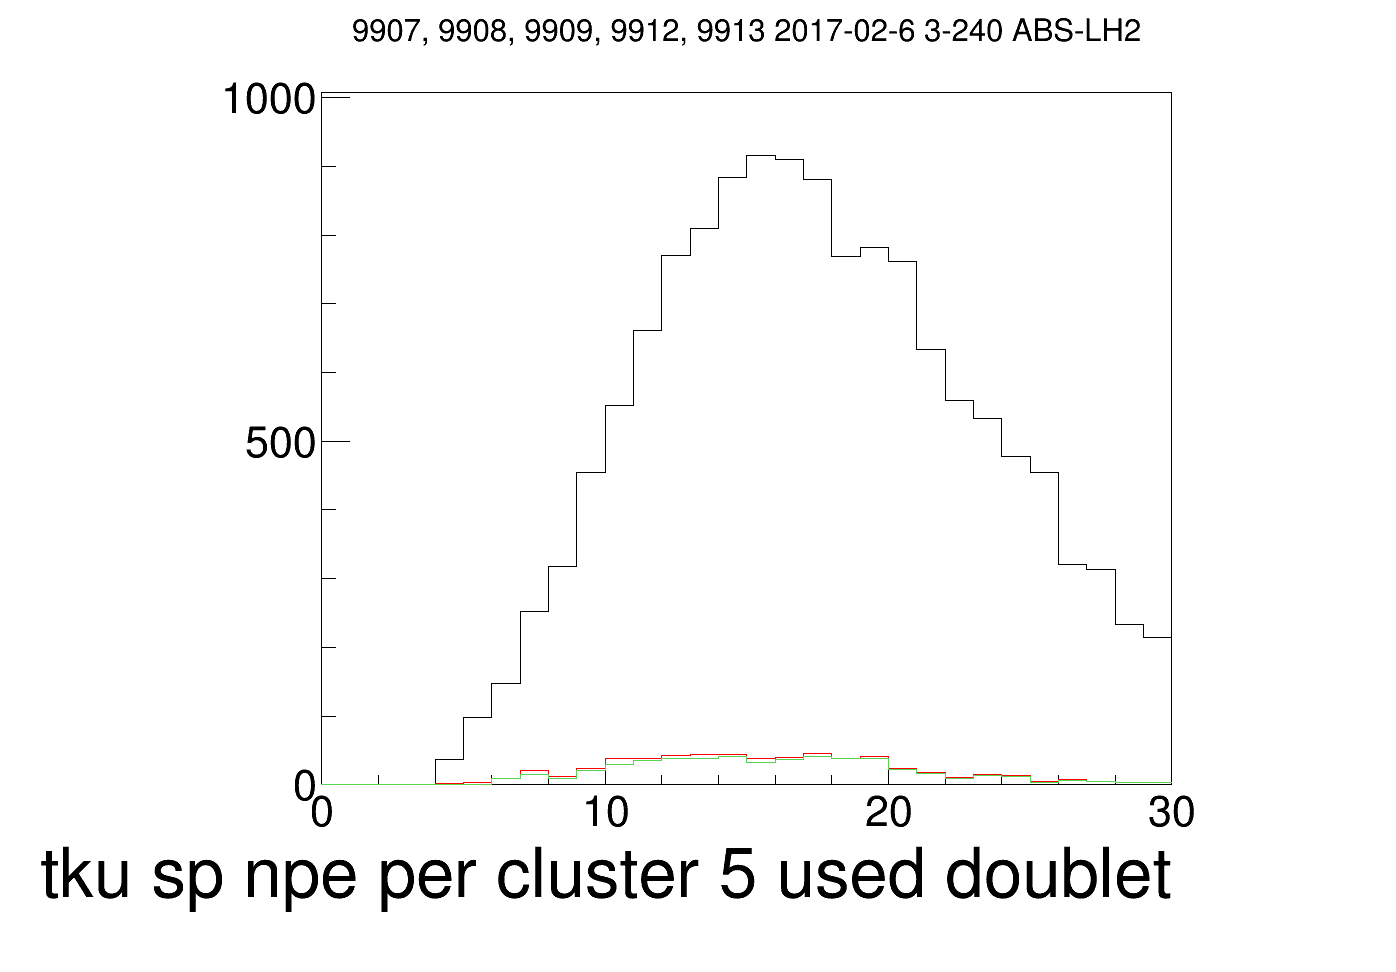 9907, 9908, 9909, 9912, 9913 2017-02-6 3-240 ABS-LH2
1000
500
0
0 10 20 30
tku sp npe per cluster 5 used doublet